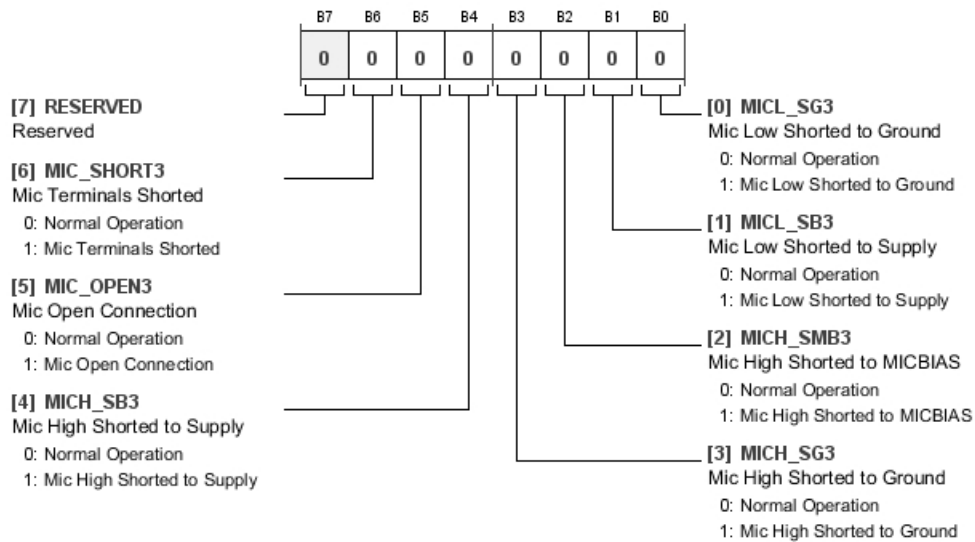 B7 B6 B5 B4 B3 B2 B1 B0
0 0 0 0 0 0 0 0
[7] RESERVED
Reserved
[6] MIC_SHORT3
Mic Terminals Shorted
0: Normal Operation
1: Mic Terminals Shorted
[5] MIC_OPEN3
Mic Open Connection
0: Normal Operation
1: Mic Open Connection
[4] MICH_SB3
Mic High Shorted to Supply
0: Normal Operation
1: Mic High Shorted to Supply
[0] MICL_SG3
Mic Low Shorted to Ground
0: Normal Operation
1: Mic Low Shorted to Ground
[1] MICL_SB3
Mic Low Shorted to Supply
0: Normal Operation
1: Mic Low Shorted to Supply
[2] MICH_SMB3
Mic High Shorted to MICBIAS
0: Normal Operation
1: Mic High Shorted to MICBIAS
[3] MICH_SG3
Mic High Shorted to Ground
0: Normal Operation
1: Mic High Shorted to Ground